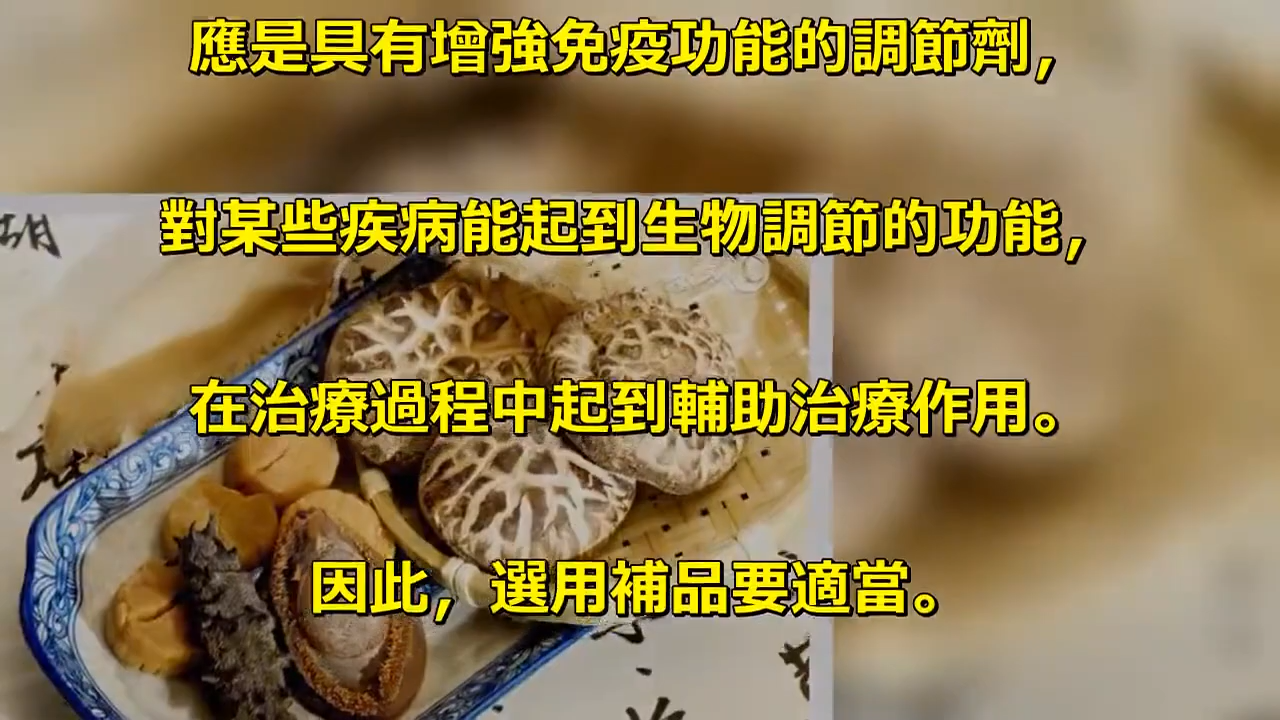 應是具有增強免疫功能的調節劑，
對某些疾病能起到生物調節的功能，
在治療過程中起到輔助治療作用。
因此，選用補品要適當。